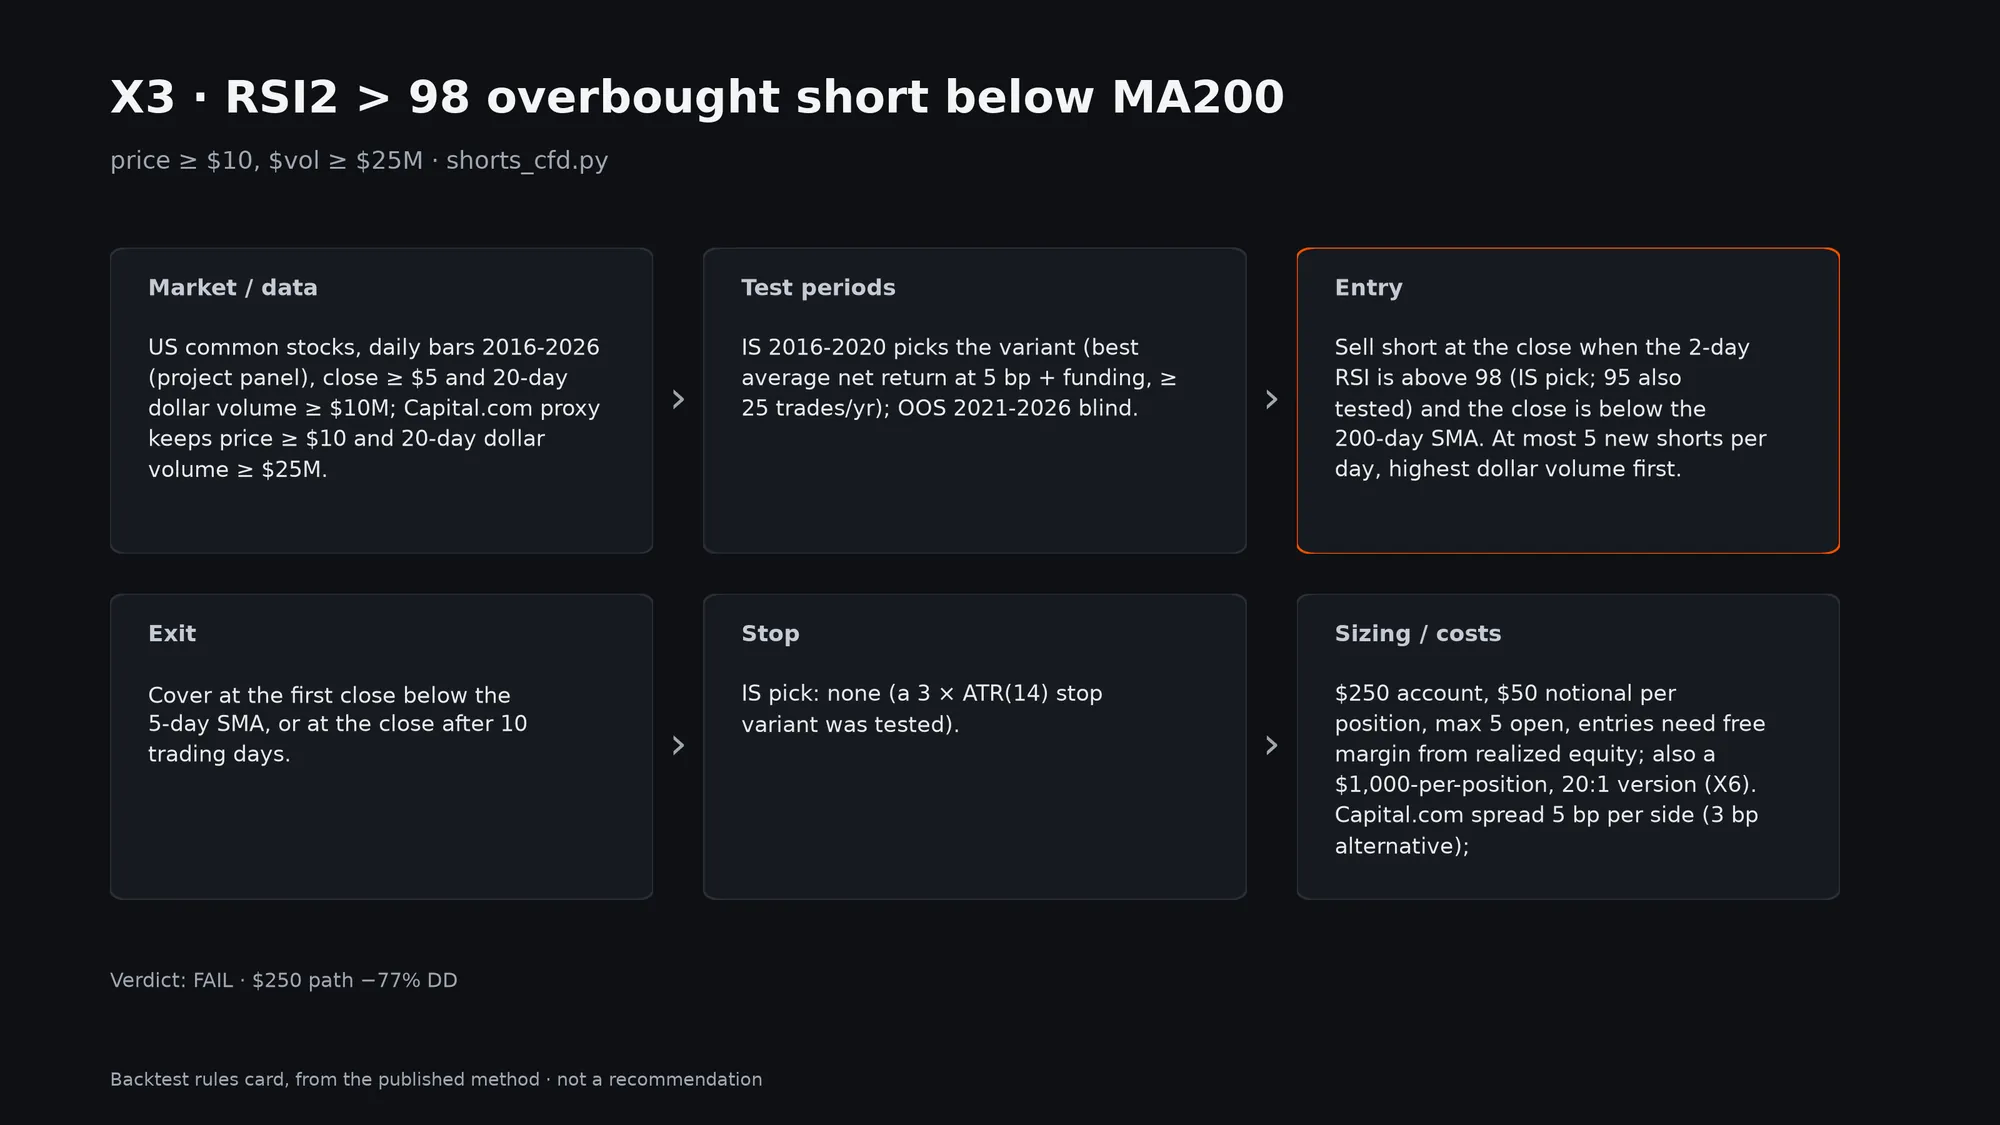 X3 · RSI2 > 98 overbought short below MA200
price ≥ $10, $vol ≥ $25M · shorts_cfd.py
Market / data
US common stocks, daily bars 2016-2026
(project panel), close ≥ $5 and 20-day
dollar volume ≥ $10M; Capital.com proxy
keeps price ≥ $10 and 20-day dollar
volume ≥ $25M.
›
Test periods
IS 2016-2020 picks the variant (best
average net return at 5 bp + funding, ≥
25 trades/yr); OOS 2021-2026 blind.
›
Entry
Sell short at the close when the 2-day
RSI is above 98 (IS pick; 95 also
tested) and the close is below the
200-day SMA. At most 5 new shorts per
day, highest dollar volume first.
Exit
Cover at the first close below the
5-day SMA, or at the close after 10
trading days.
›
Stop
IS pick: none (a 3 × ATR(14) stop
variant was tested).
›
Sizing / costs
$250 account, $50 notional per
position, max 5 open, entries need free
margin from realized equity; also a
$1,000-per-position, 20:1 version (X6).
Capital.com spread 5 bp per side (3 bp
alternative);
Verdict: FAIL · $250 path −77% DD
Backtest rules card, from the published method · not a recommendation